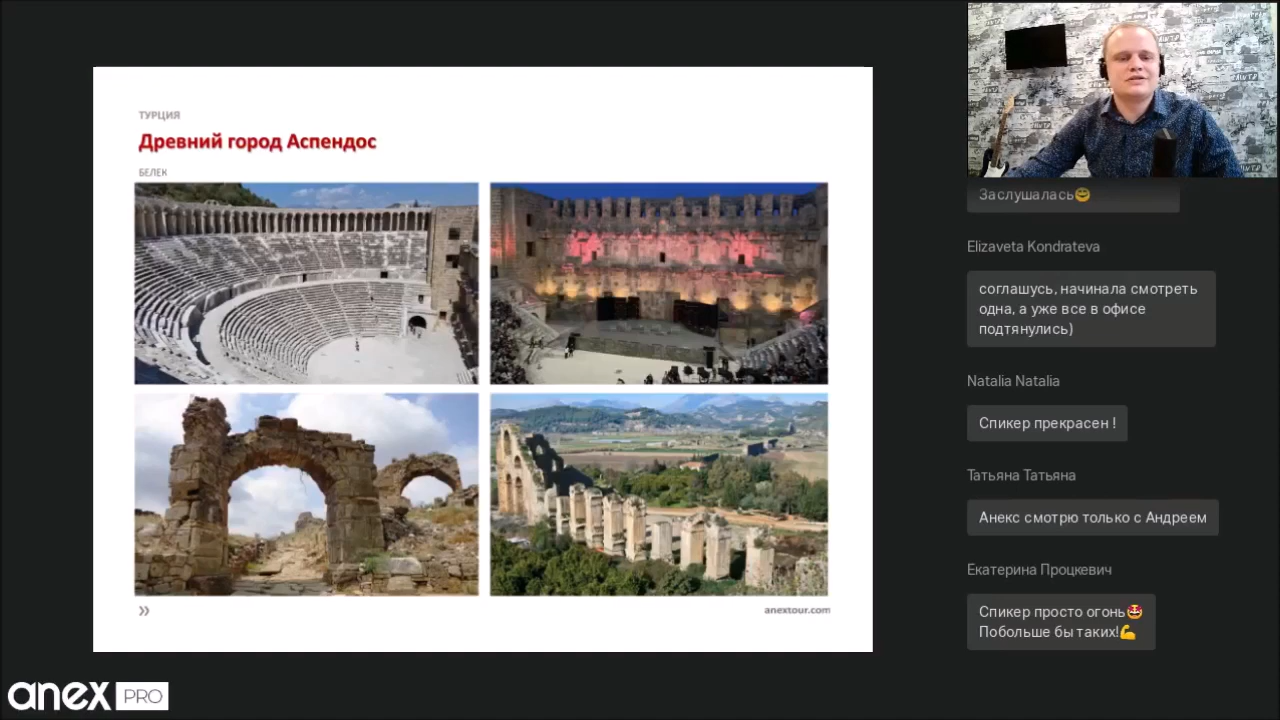 ТУРЦИЯ
Древний город Аспендос
БЕЛЕК
anextour.com
anex PRO
Заслушалась🤓
Elizaveta Kondrateva
соглашусь, начинала смотреть
одна, а уже все в офисе
подтянулись)
Natalia Natalia
Спикер прекрасен !
Татьяна Татьяна
Анекс смотрю только с Андреем
Екатерина Процкевич
Спикер просто огонь🤩
Побольше бы таких!💪